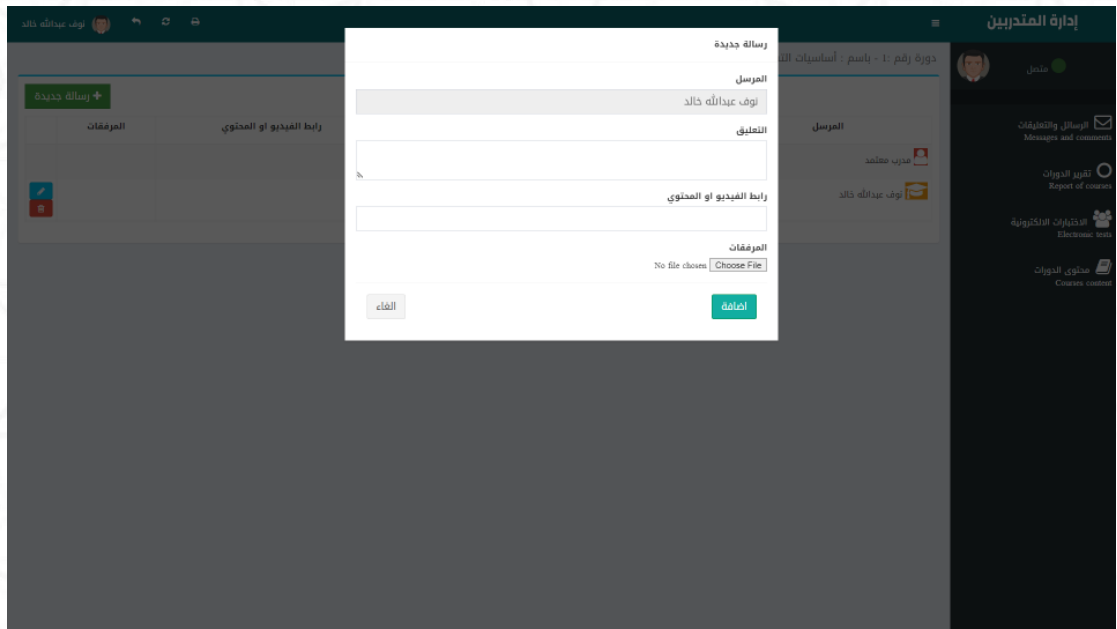 إدارة المتدربين
نوف عبدالله خالد
متصل
الرسائل والتعليقات
Messages and comments
تقرير الدورات
Report of courses
الاختبارات الالكترونية
Electronic tests
محتوى الدورات
Courses content
دورة رقم :1 - باسم : أساسيات
رسالة جديدة
المرسل
رابط الفيديو او المحتوي
المرفقات
مدرب معتمد
نوف عبدالله خالد
رسالة جديدة
المرسل
نوف عبدالله خالد
التعليق
رابط الفيديو او المحتوي
المرفقات
Choose File No file chosen
اضافة
الغاء